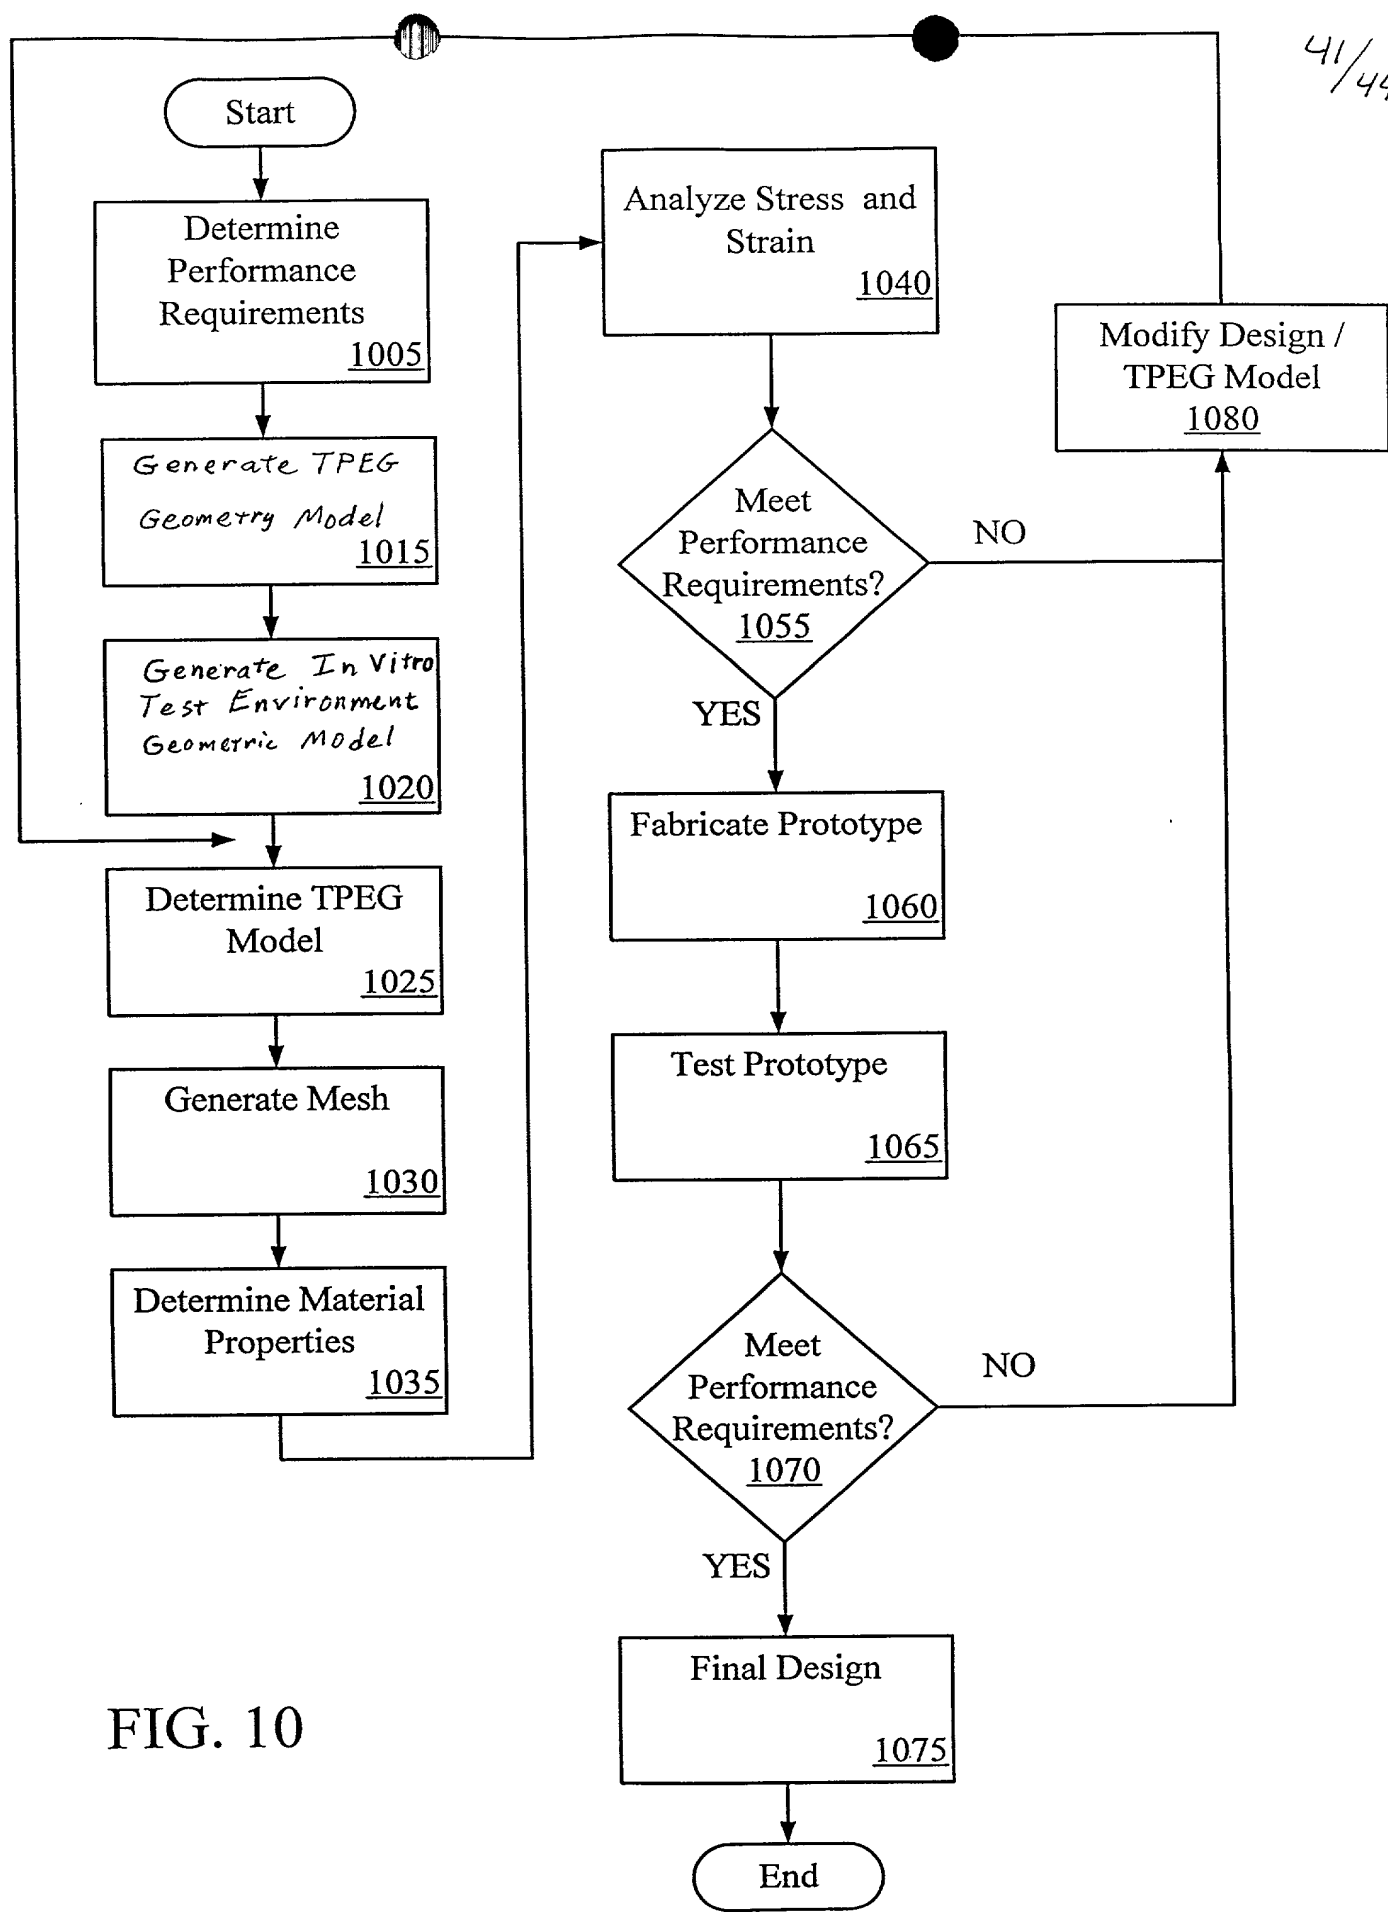 41/44
Start
Determine
Performance
Requirements
1005
Generate TPEG
Geometry Model
1015
Generate In Vitro
Test Environment
Geometric Model
1020
Determine TPEG
Model
1025
Generate Mesh
1030
Determine Material
Properties
1035
Analyze Stress and
Strain
1040
Meet
Performance
Requirements?
1055
NO
YES
Fabricate Prototype
1060
Test Prototype
1065
Meet
Performance
Requirements?
1070
NO
YES
Final Design
1075
End
Modify Design /
TPEG Model
1080
FIG. 10